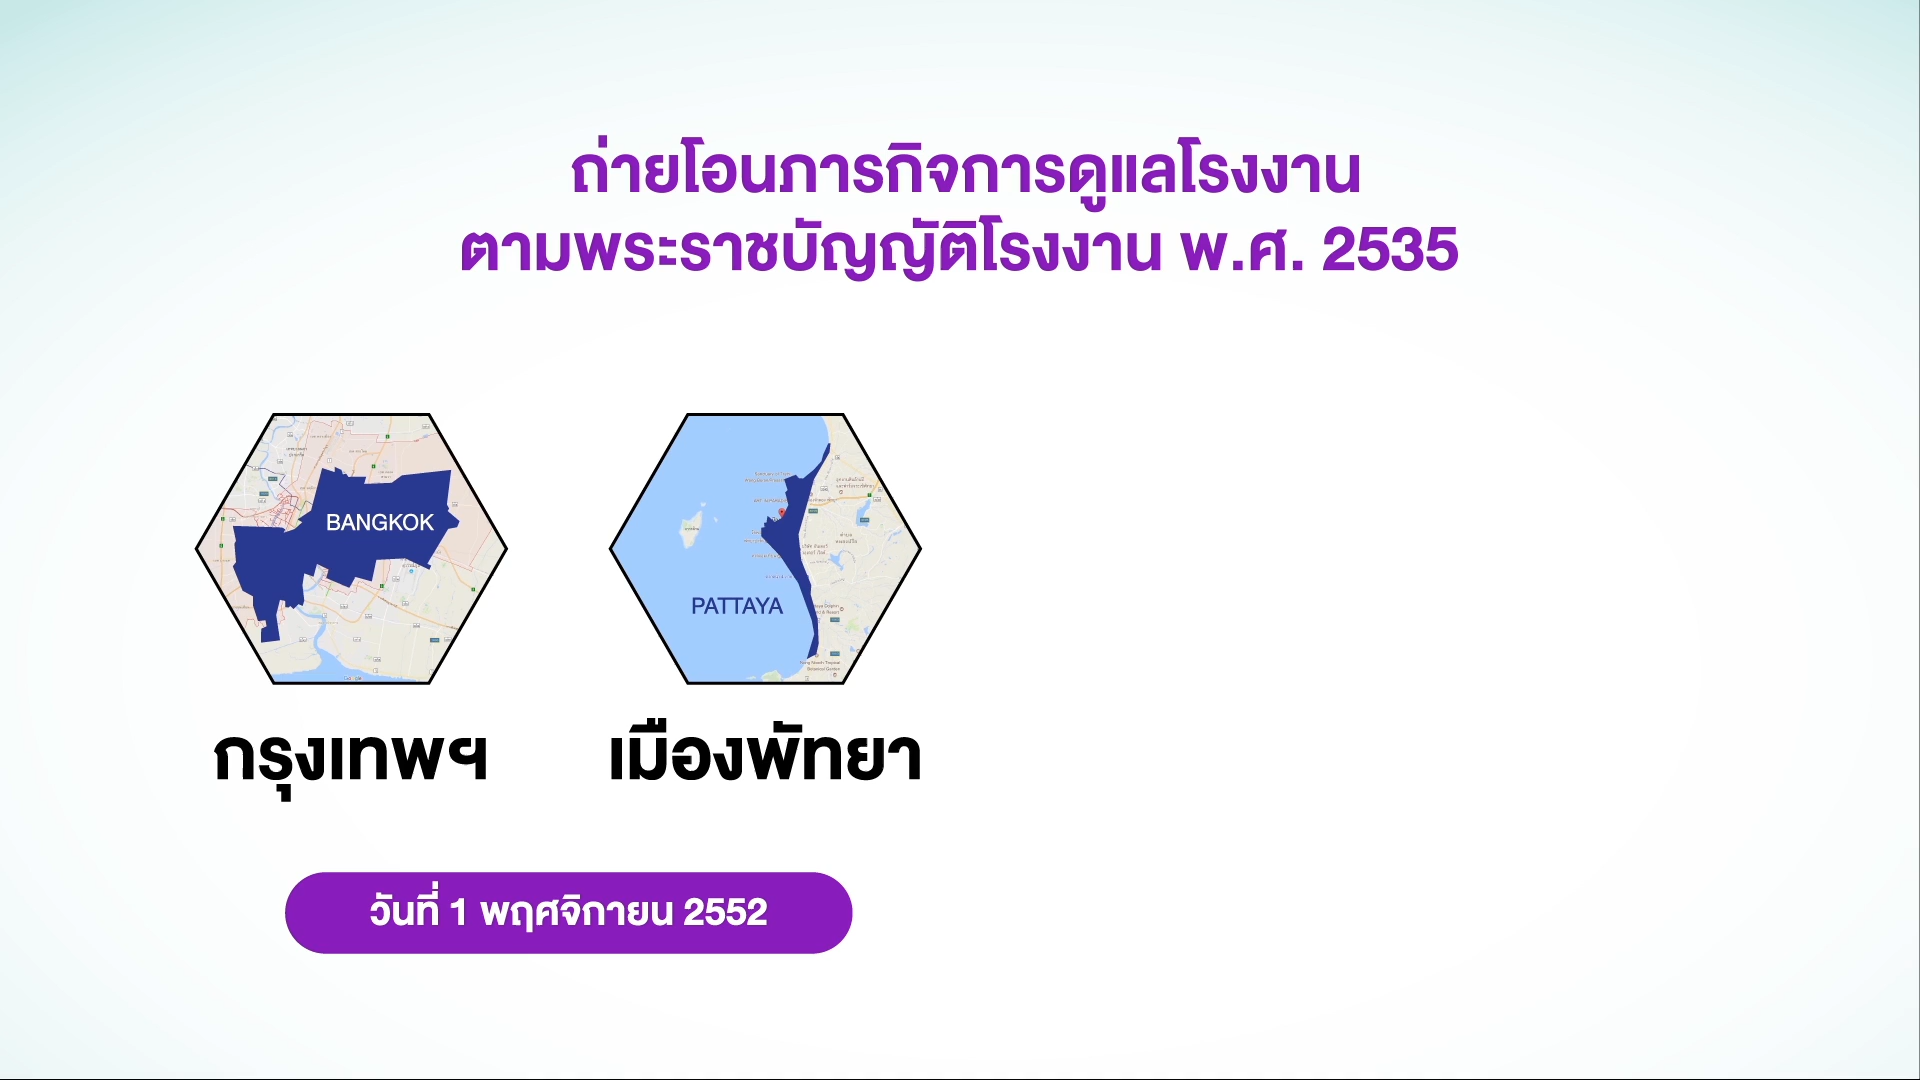 ถ่ายโอนภารกิจการดูแลโรงงาน
ตามพระราชบัญญัติโรงงาน พ.ศ. 2535
BANGKOK
PATTAYA
กรุงเทพฯ
เมืองพัทยา
วันที่ 1 พฤศจิกายน 2552